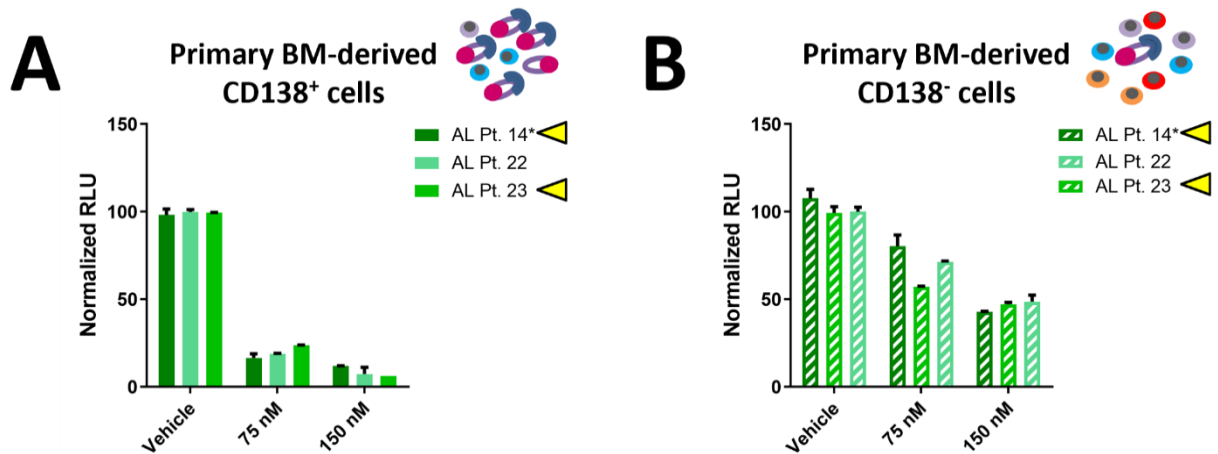 A
Primary BM-derived
CD138⁺ cells
AL Pt. 14*
AL Pt. 22
AL Pt. 23
Normalized RLU
150
100
50
0
Vehicle
75 nM
150 nM
B
Primary BM-derived
CD138⁻ cells
AL Pt. 14*
AL Pt. 22
AL Pt. 23
Normalized RLU
150
100
50
0
Vehicle
75 nM
150 nM